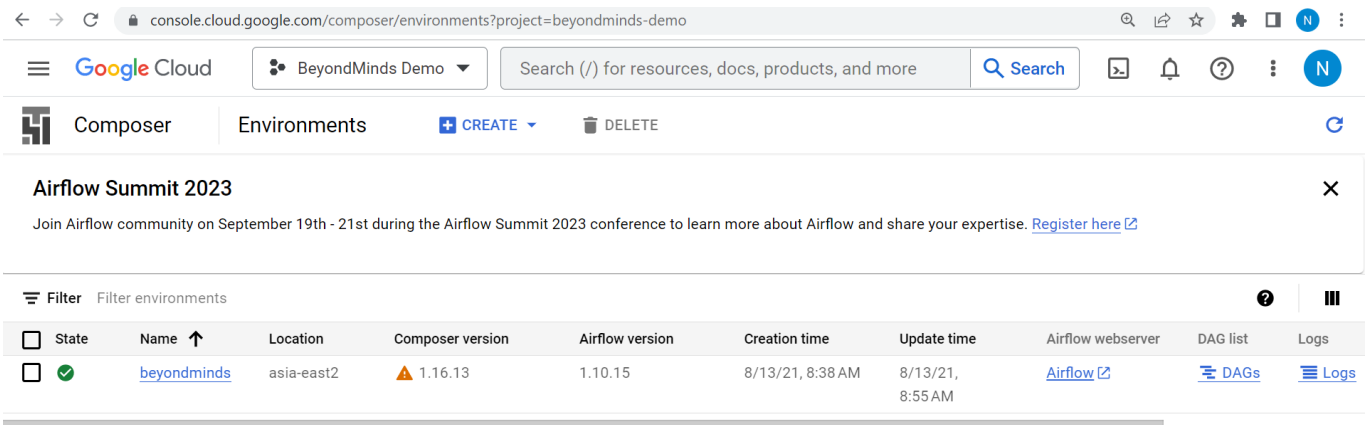 console.cloud.google.com/composer/environments?project=beyondminds-demo
N
Google Cloud
BeyondMinds Demo
Search (/) for resources, docs, products, and more
Search
N
Composer
Environments
CREATE
DELETE
Airflow Summit 2023
Join Airflow community on September 19th - 21st during the Airflow Summit 2023 conference to learn more about Airflow and share your expertise. Register here
Filter Filter environments
State Name Location Composer version Airflow version Creation time Update time Airflow webserver DAG list Logs
beyondminds asia-east2 1.16.13 1.10.15 8/13/21, 8:38 AM 8/13/21, Airflow DAGs Logs
8:55 AM